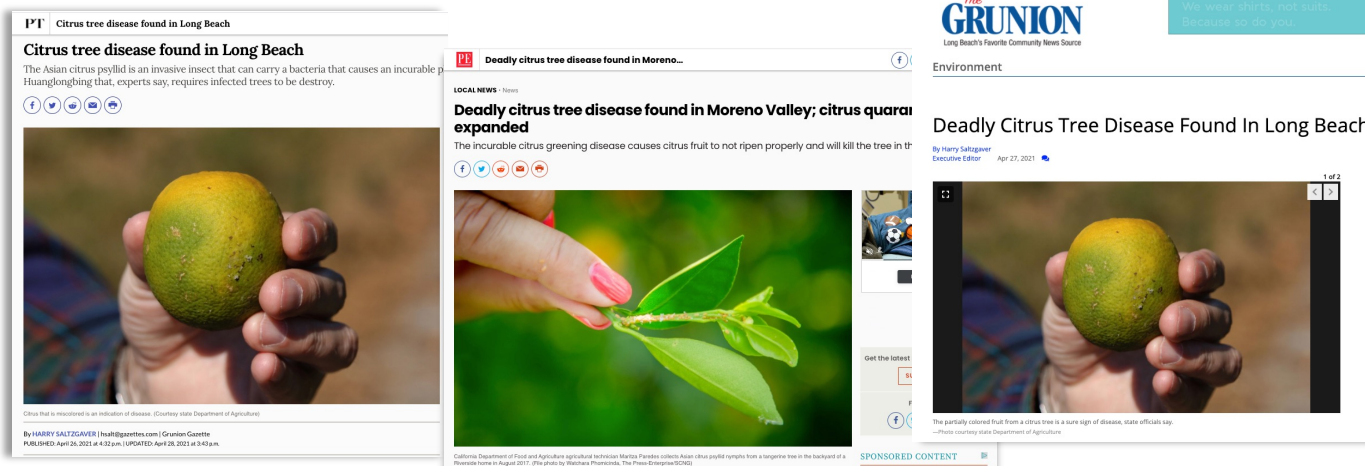 PT Citrus tree disease found in Long Beach
Citrus tree disease found in Long Beach
The Asian citrus psyllid is an invasive insect that can carry a bacteria that causes an incurable
Huanglongbing that, experts say, requires infected trees to be destroy.
Citrus that is miscolored is an indication of disease. (Courtesy state Department of Agriculture)
By HARRY SALTZGAVER | hsalt@gazettes.com | Grunion Gazette
PUBLISHED: April 26, 2021 at 4:32 p.m. | UPDATED: April 28, 2021 at 3:43 p.m.
PE Deadly citrus tree disease found in Moreno...
LOCAL NEWS • News
Deadly citrus tree disease found in Moreno Valley; citrus
expanded
The incurable citrus greening disease causes citrus fruit to not ripen properly and will kill the tree in
Get the latest
California Department of Food and Agriculture agricultural technician Maritza Paredes collects Asian citrus psyllid nymphs from a tangerine tree in the backyard of a
Riverside home in August 2017. (File photo by Watchara Phomicinda, The Press-Enterprise/SCNG)
SPONSORED CONTENT
The
GRUNION
Long Beach's Favorite Community News Source
We wear shirts, not suits.
Because so do you.
Environment
Deadly Citrus Tree Disease Found In Long Beach
By Harry Saltzgaver
Executive Editor Apr 27, 2021
1 of 2
The partially colored fruit from a citrus tree is a sure sign of disease, state officials say.
—Photo courtesy state Department of Agriculture